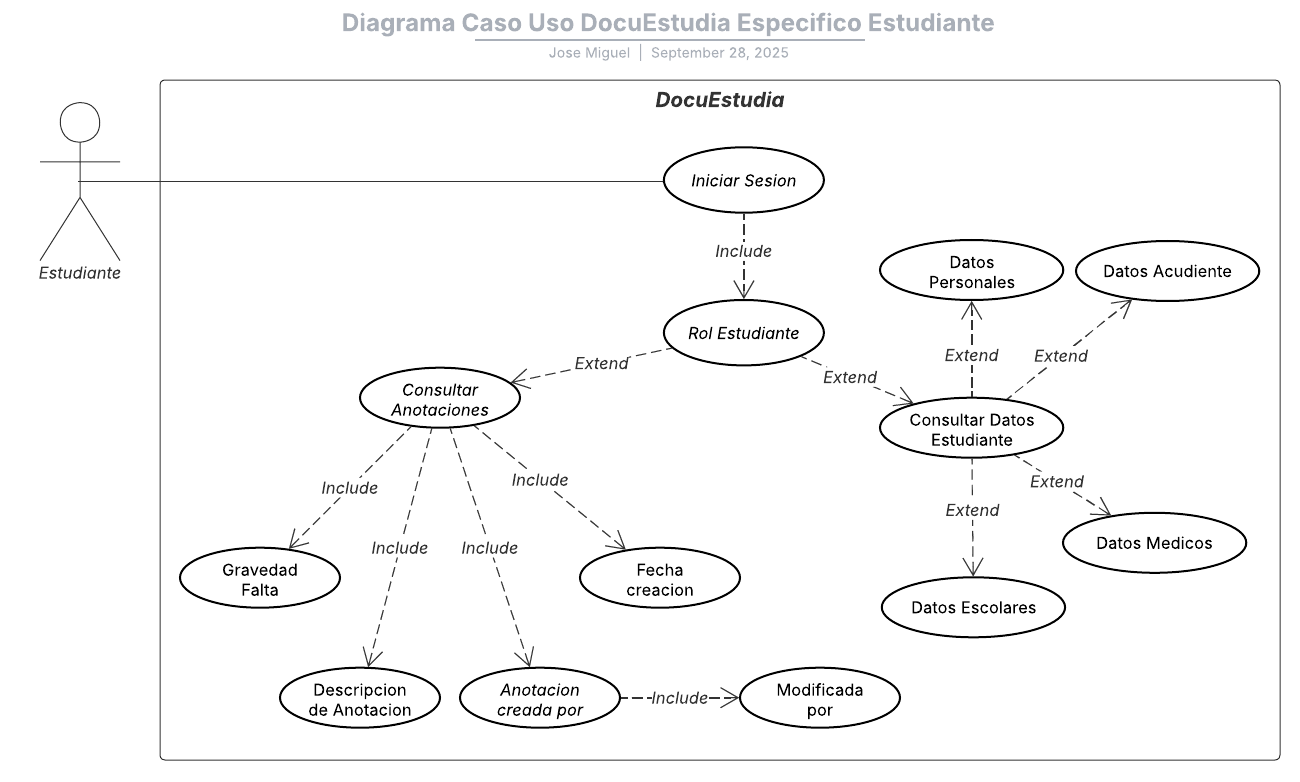 Diagrama Caso Uso DocuEstudia Especifico Estudiante
Jose Miguel | September 28, 2025
DocuEstudia
Estudiante
Iniciar Sesion
Include
Rol Estudiante
Extend
Extend
Consultar
Anotaciones
Include
Include
Include
Include
Gravedad
Falta
Fecha
creacion
Descripcion
de Anotacion
Anotacion
creada por
Include
Modificada
por
Datos
Personales
Datos Acudiente
Extend
Extend
Consultar Datos
Estudiante
Extend
Extend
Datos Medicos
Datos Escolares